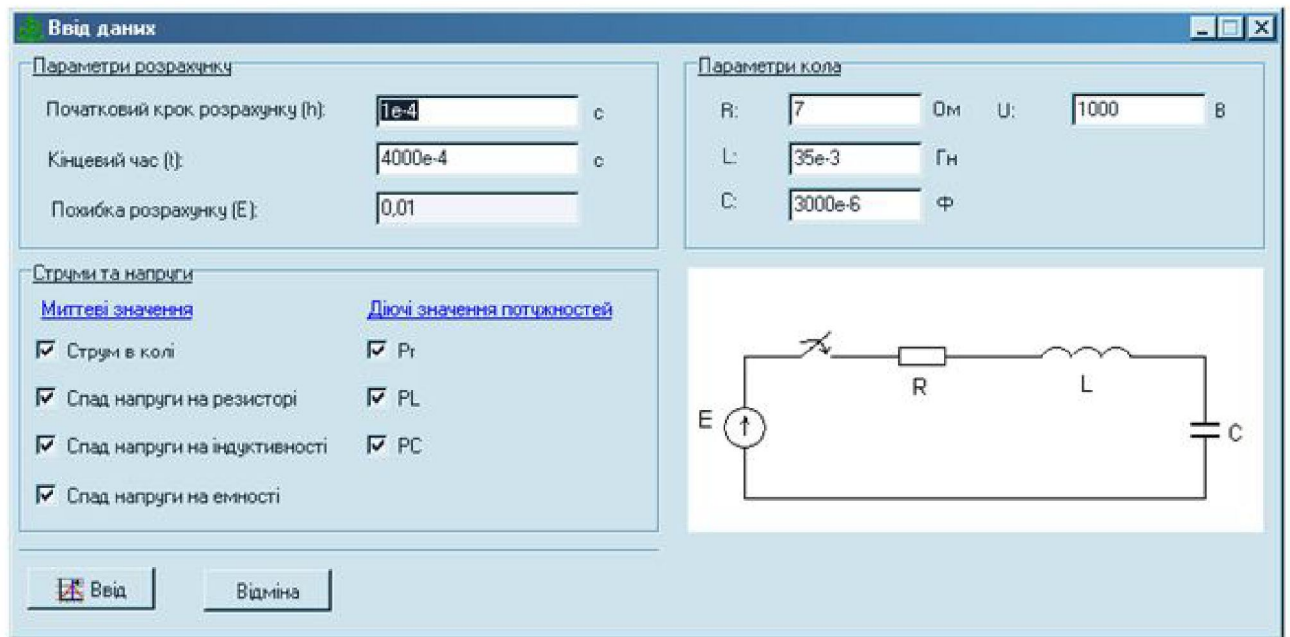 Ввід даних
Параметри розрахунку
Початковий крок розрахунку (h): 1e-4 с
Кінцевий час (t): 4000e-4 с
Похибка розрахунку (E): 0,01
Параметри кола
R: 7 Ом U: 1000 В
L: 35e-3 Гн
C: 3000e-6 Ф
Струми та напруги
Миттеві значення
Струм в колі
Спад напруги на резисторі
Спад напруги на індуктивності
Спад напруги на емності
Діючі значення потужностей
Pr
PL
PC
R
L
E
C
Ввід
Відміна